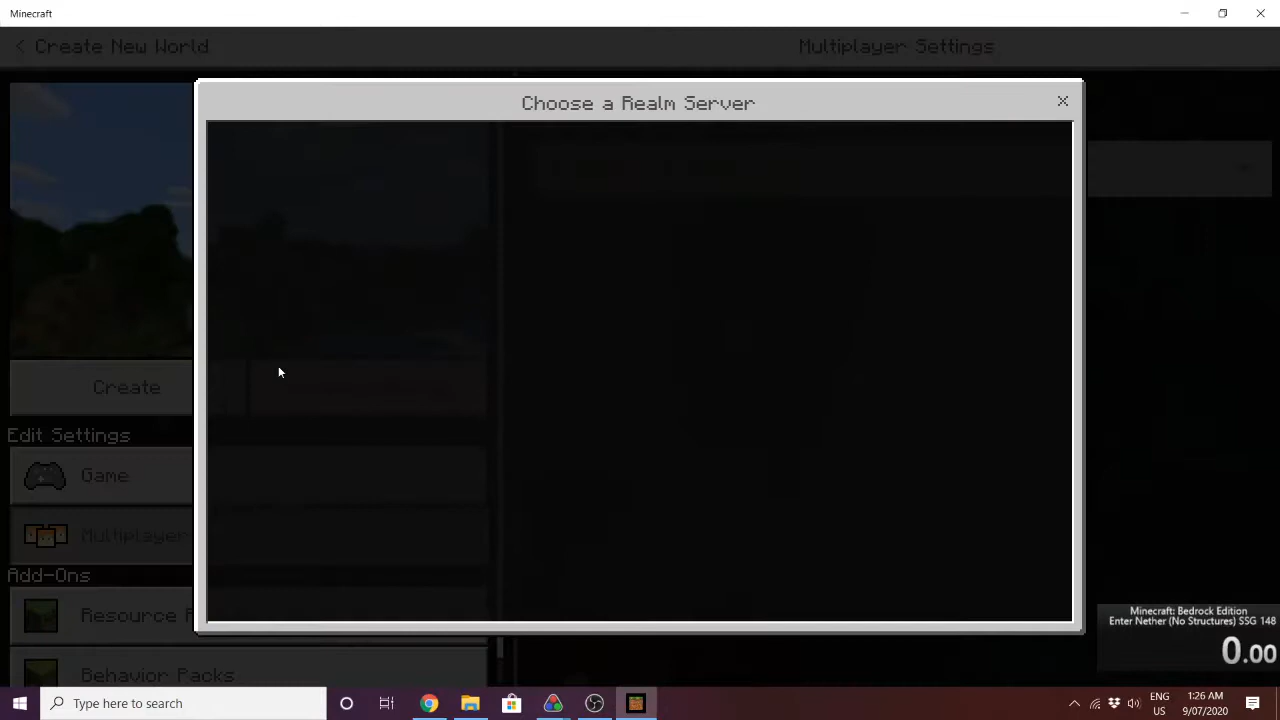 Minecraft
Create New World
Multiplayer Settings
Choose a Realm Server
Create
Edit Settings
Game
Multiplayer
Add-Ons
Resource P
Behavior Packs
Minecraft: Bedrock Edition
Enter Nether (No Structures) SSG 148
0.00
Type here to search
ENG
US
1:26 AM
9/07/2020